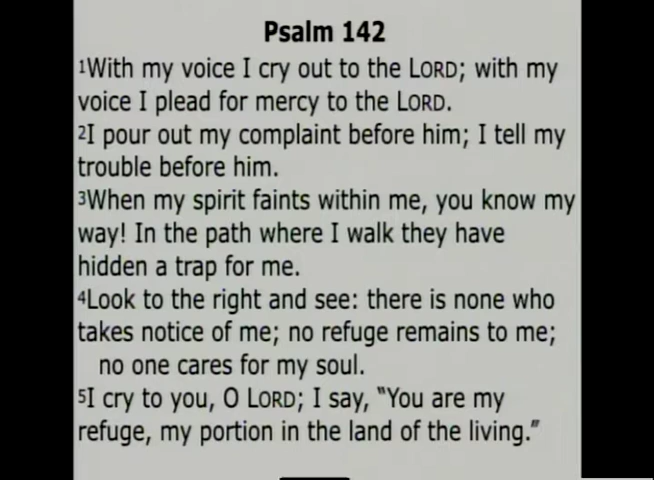 Psalm 142
1With my voice I cry out to the LORD; with my
voice I plead for mercy to the LORD.
2I pour out my complaint before him; I tell my
trouble before him.
3When my spirit faints within me, you know my
way! In the path where I walk they have
hidden a trap for me.
4Look to the right and see: there is none who
takes notice of me; no refuge remains to me;
no one cares for my soul.
5I cry to you, O LORD; I say, “You are my
refuge, my portion in the land of the living.”